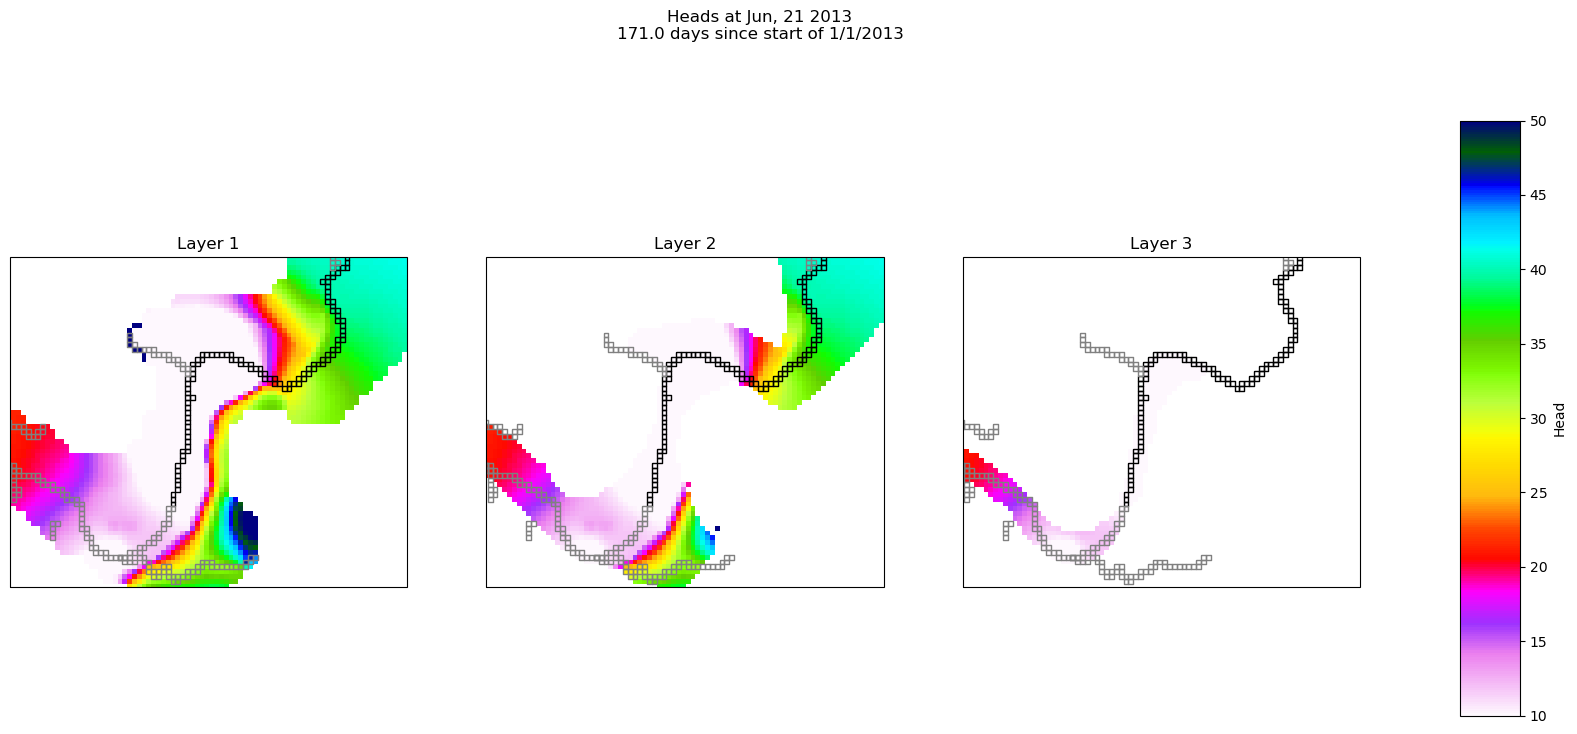 Heads at Jun, 21 2013
171.0 days since start of 1/1/2013
Layer 1
Layer 2
Layer 3
50
45
40
35
30
25
20
15
10
Head